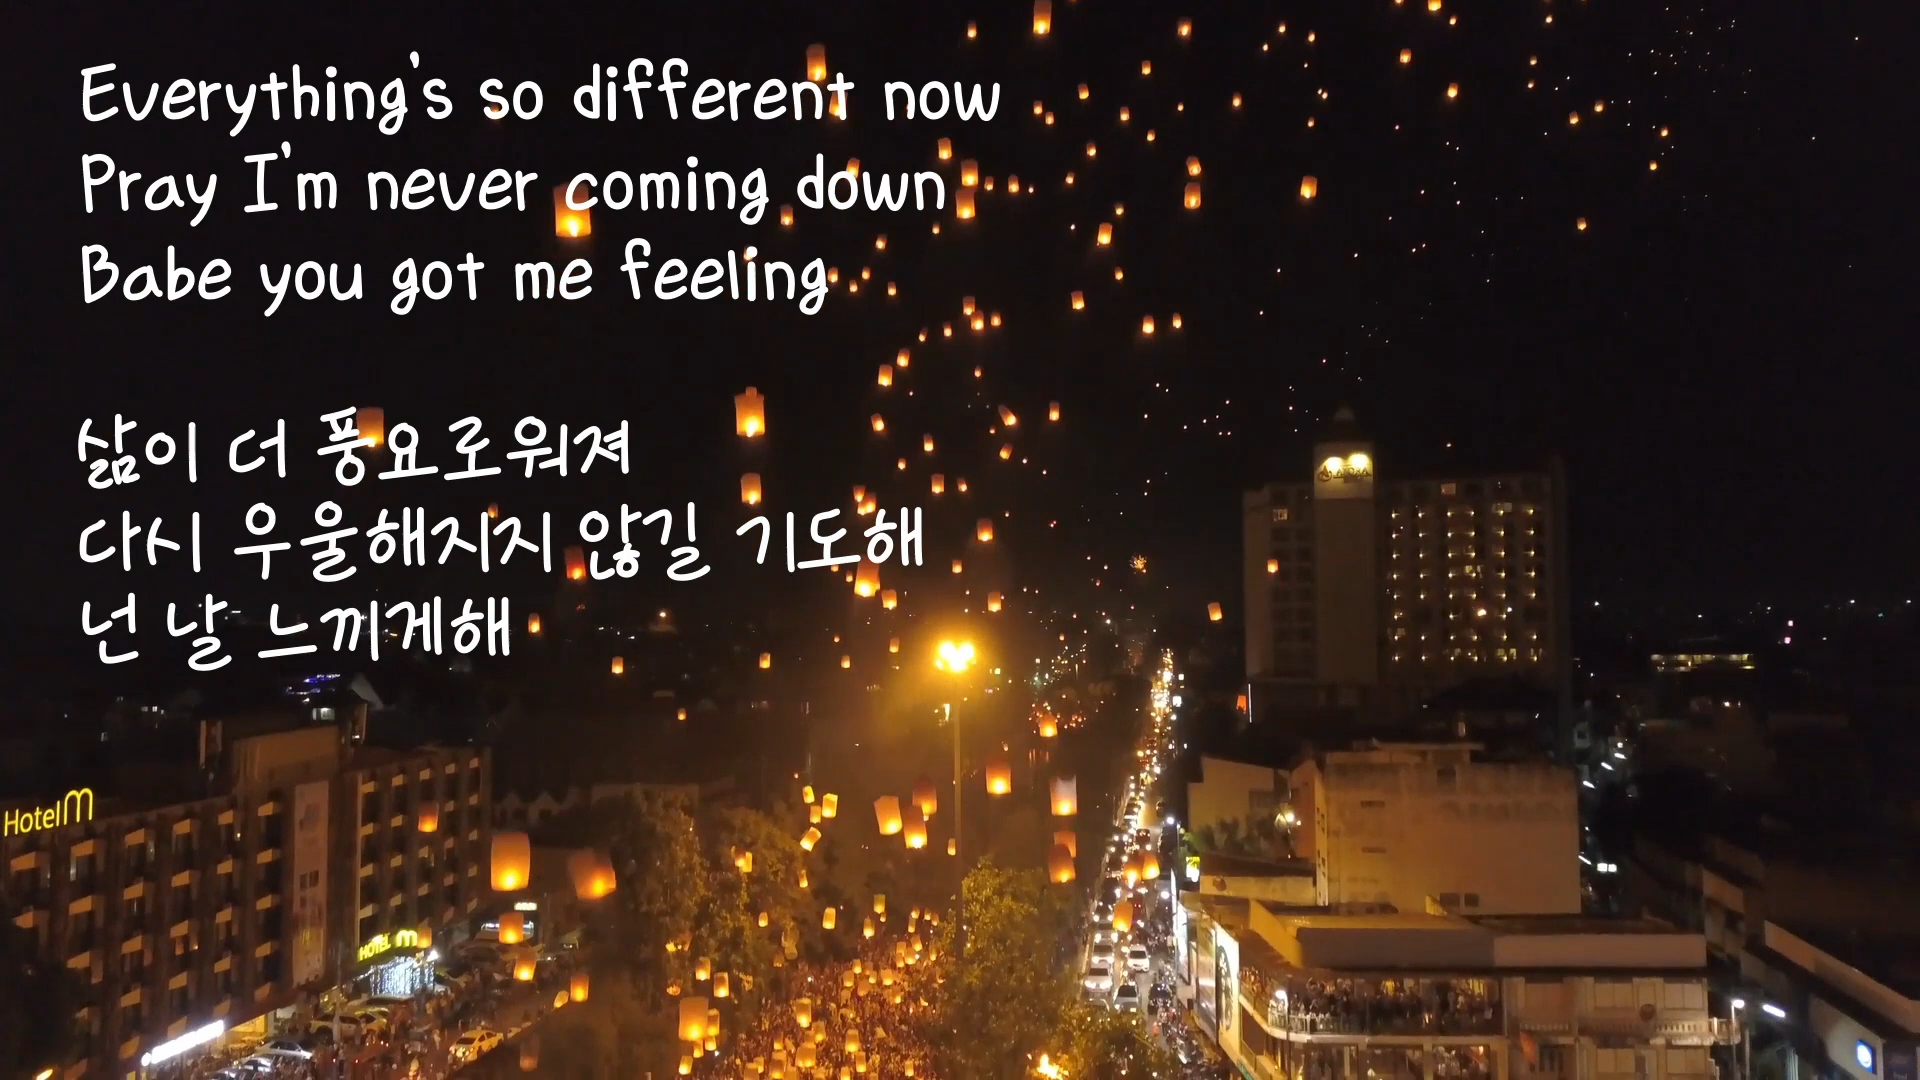 Everything's so different now
Pray I'm never coming down
Babe you got me feeling
삶이 더 풍요로워져
다시 우울해지지 않길 기도해
넌 날 느끼게해
Hotel m
HOTEL m